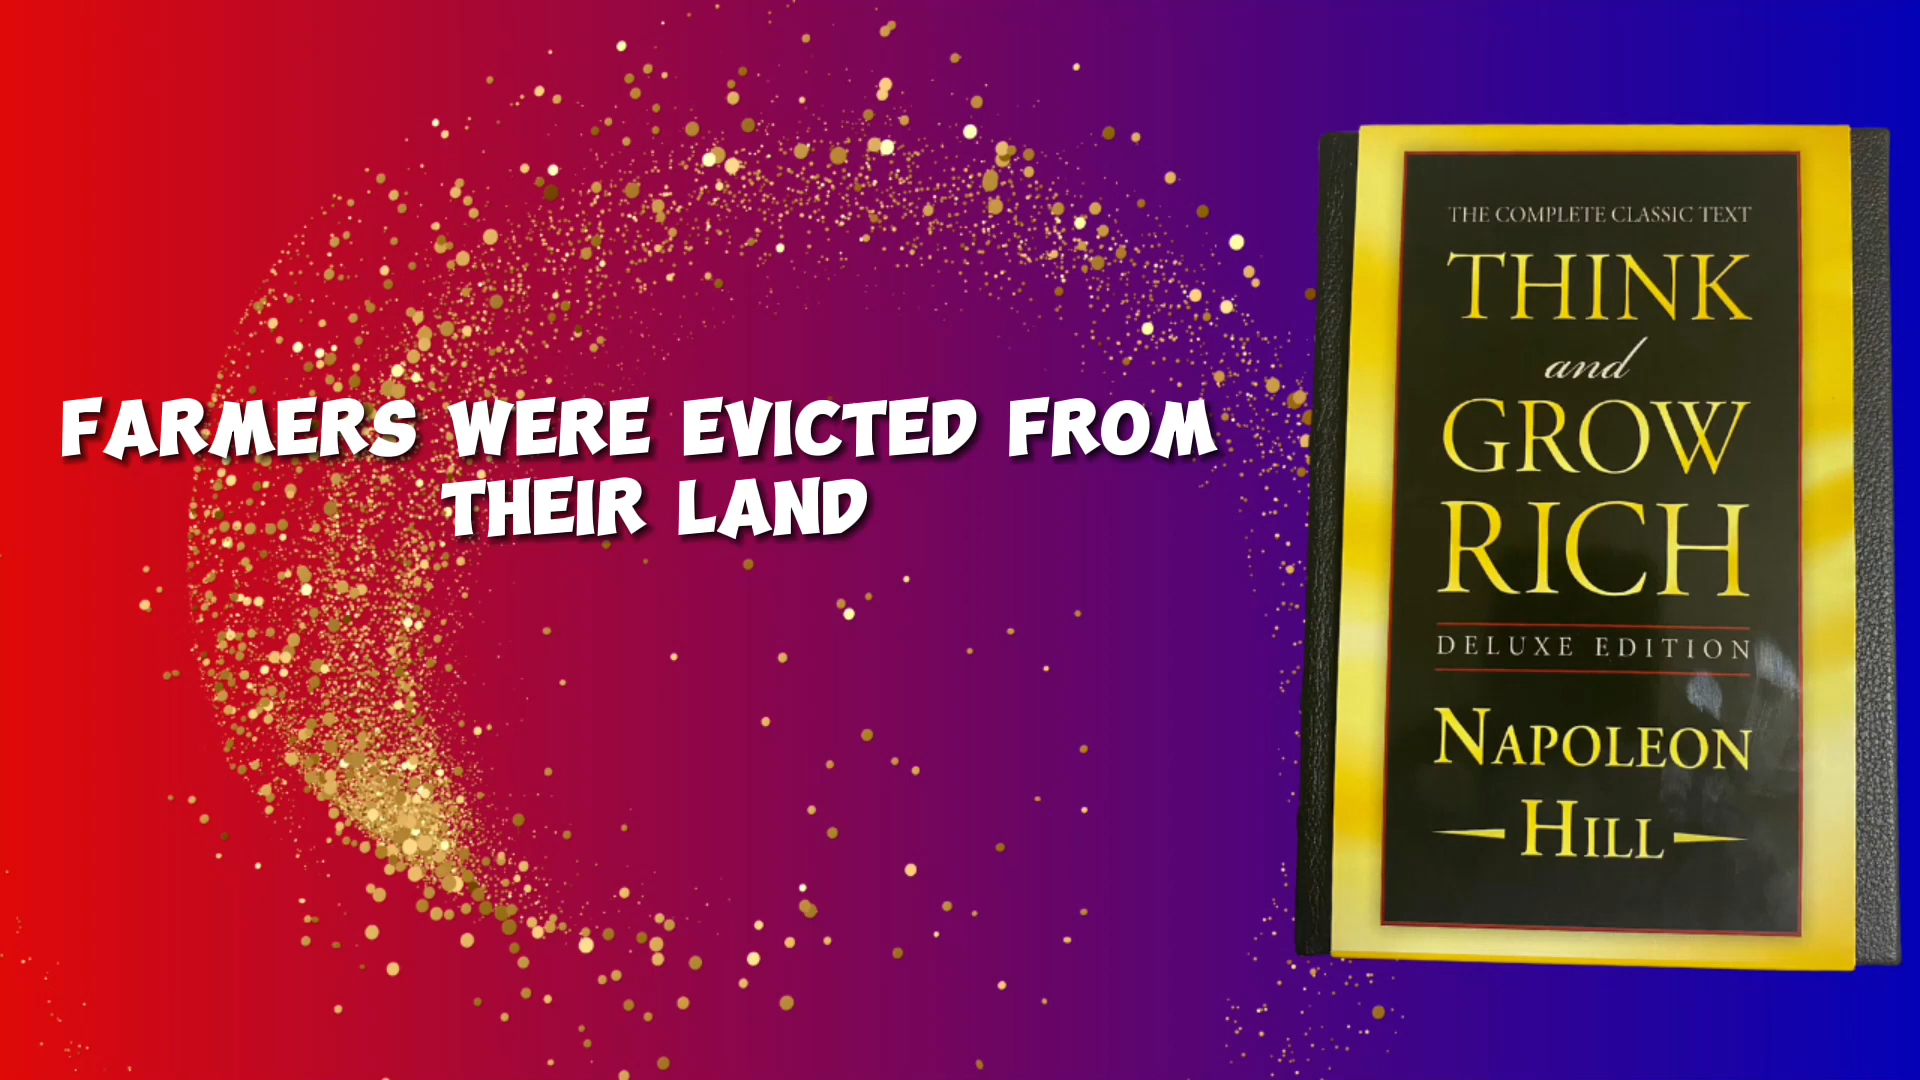 FARMERS WERE EVICTED FROM
THEIR LAND
THE COMPLETE CLASSIC TEXT
THINK
and
GROW
RICH
DELUXE EDITION
NAPOLEON
HILL